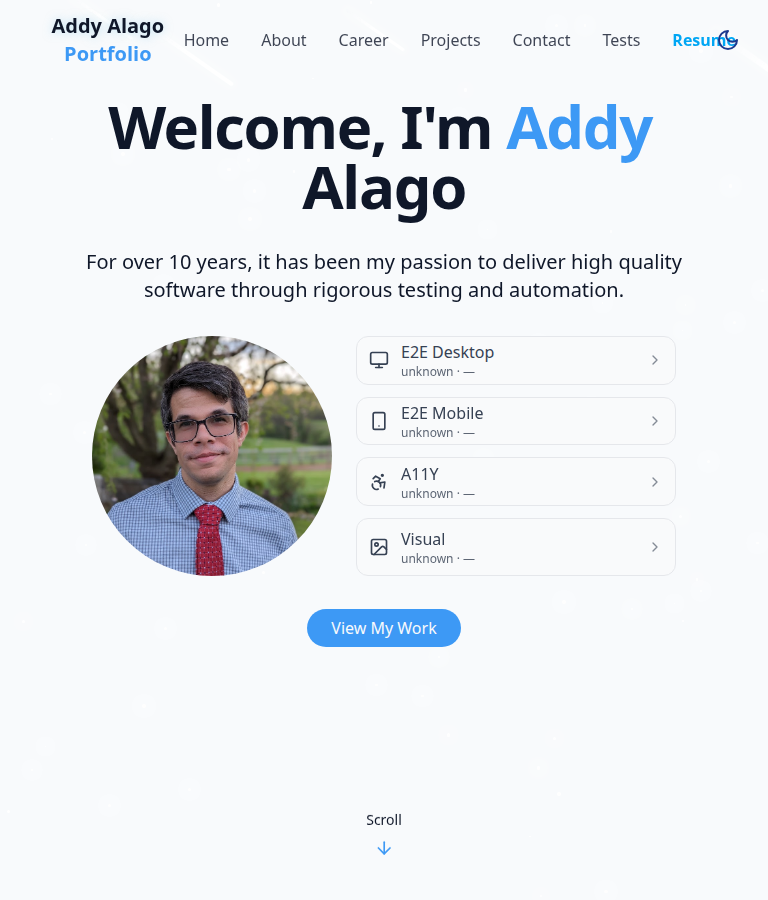 Addy Alago
Portfolio
Home
About
Career
Projects
Contact
Tests
Resume
Welcome, I'm Addy
Alago
For over 10 years, it has been my passion to deliver high quality
software through rigorous testing and automation.
E2E Desktop
unknown · —
E2E Mobile
unknown · —
A11Y
unknown · —
Visual
unknown · —
View My Work
Scroll